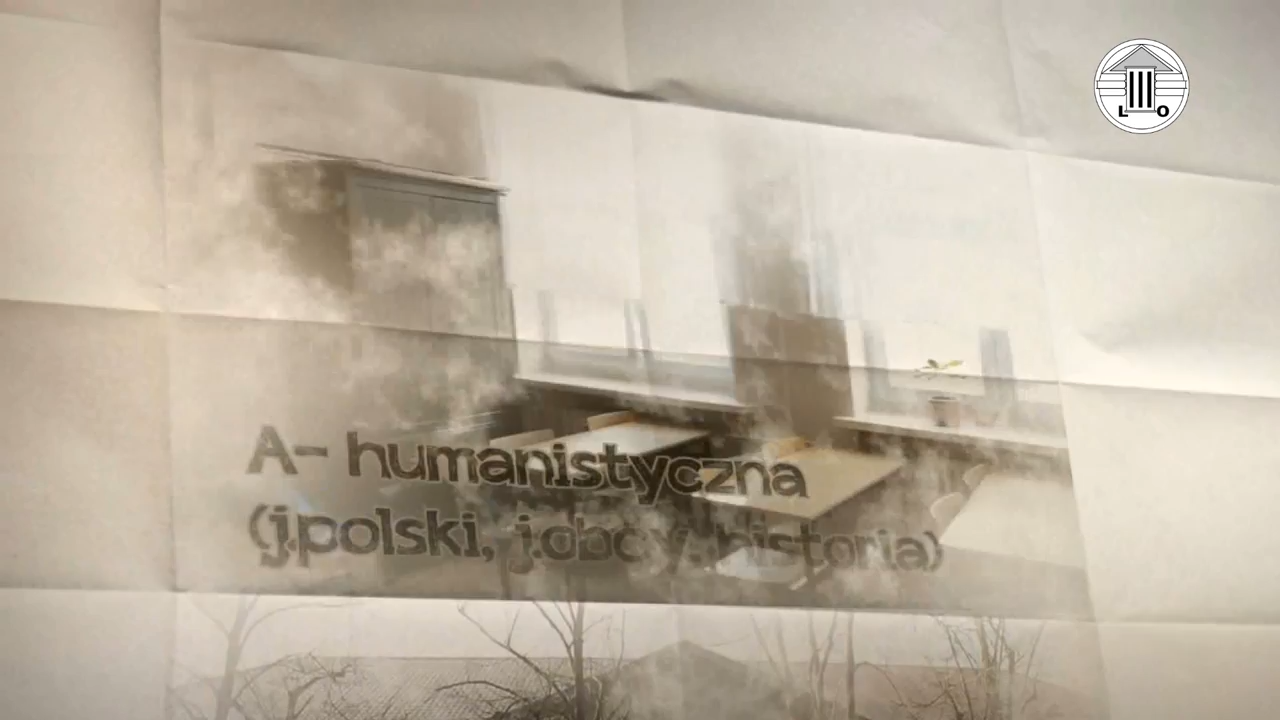 L O
A- humanistyczna
(j.polski, j.obcy, historia)